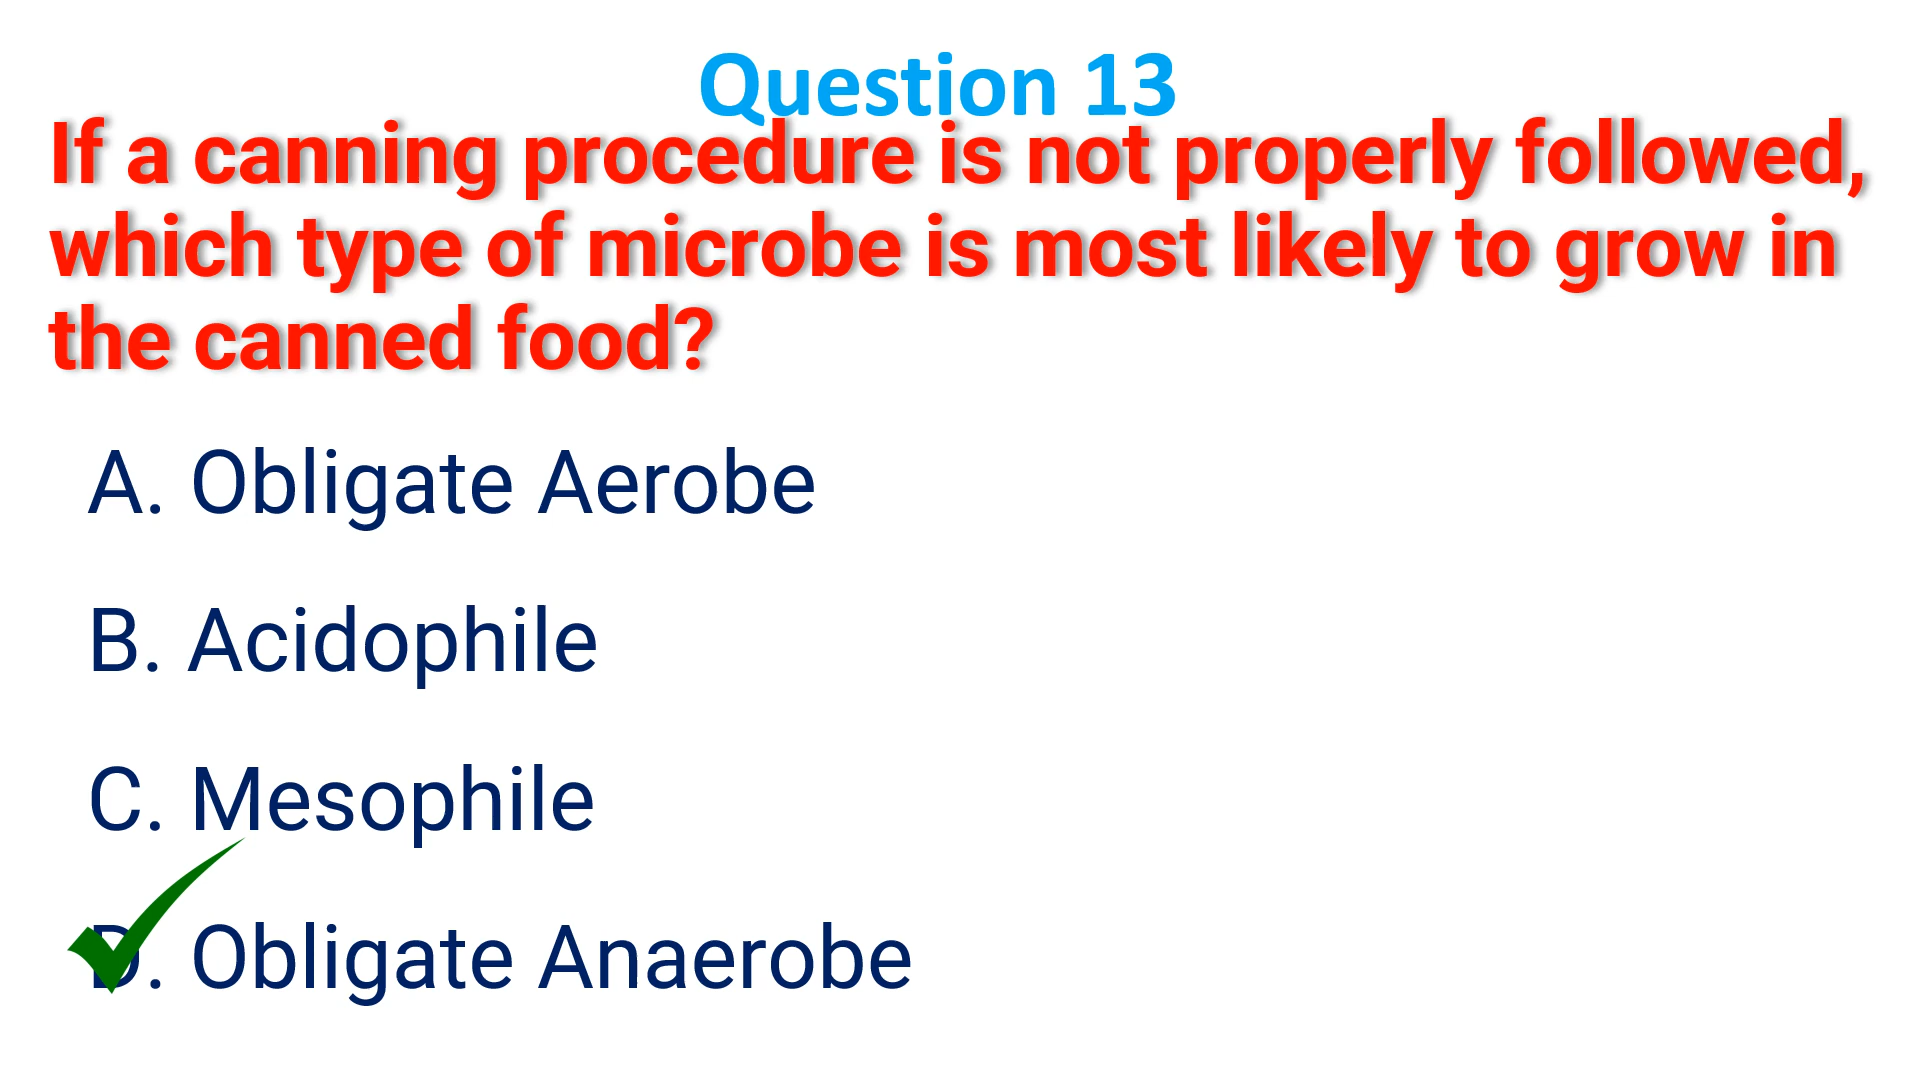 Question 13
If a canning procedure is not properly followed,
which type of microbe is most likely to grow in
the canned food?
A. Obligate Aerobe
B. Acidophile
C. Mesophile
D. Obligate Anaerobe